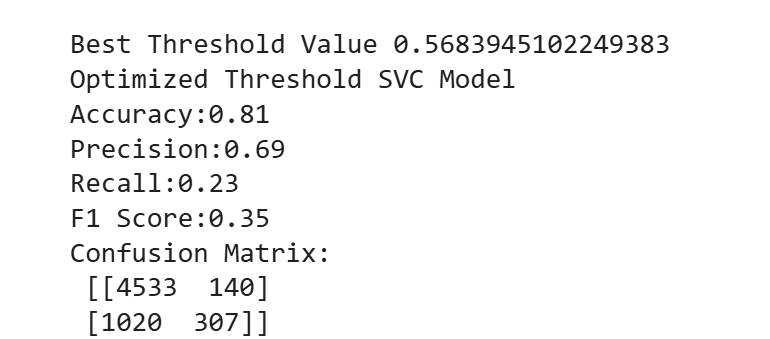 Best Threshold Value 0.5683945102249383
Optimized Threshold SVC Model
Accuracy:0.81
Precision:0.69
Recall:0.23
F1 Score:0.35
Confusion Matrix:
 [[4533  140]
 [1020  307]]